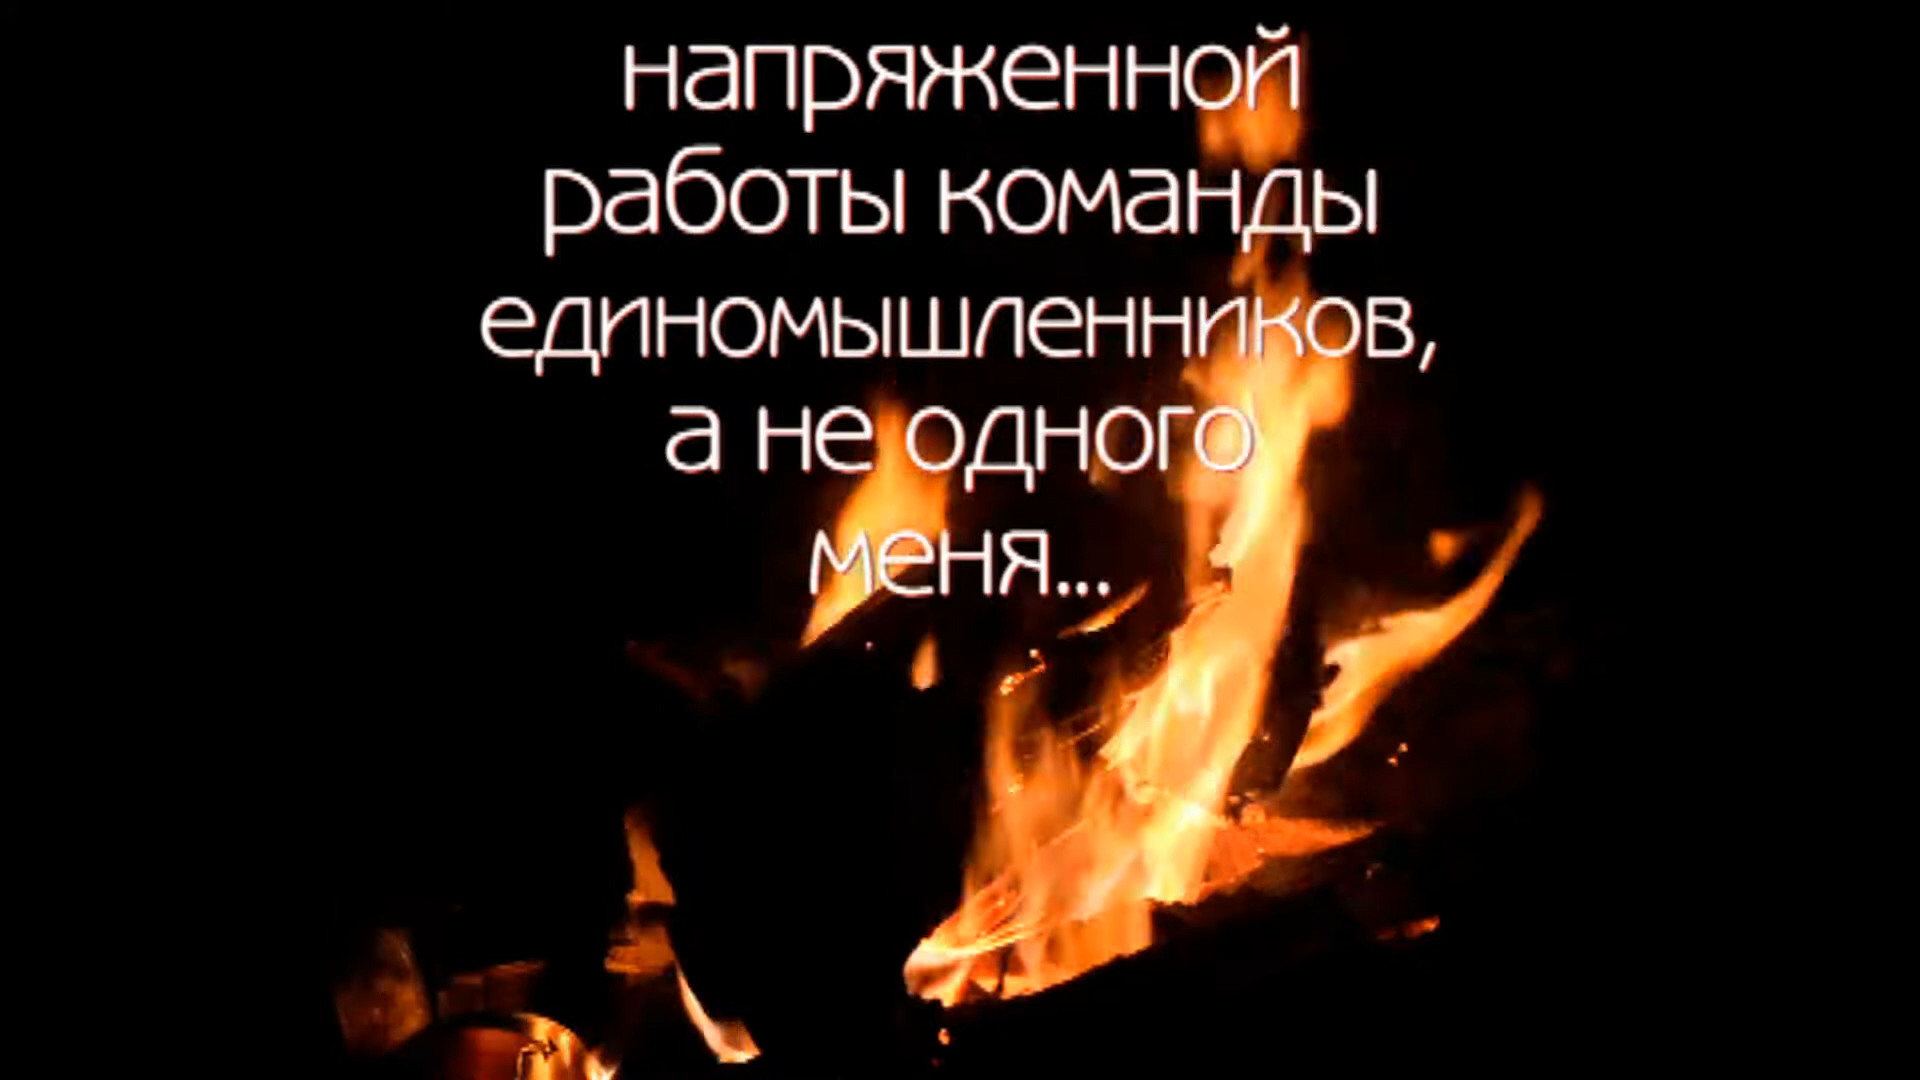 напряженной
работы команды
единомышленников,
а не одного
меня...